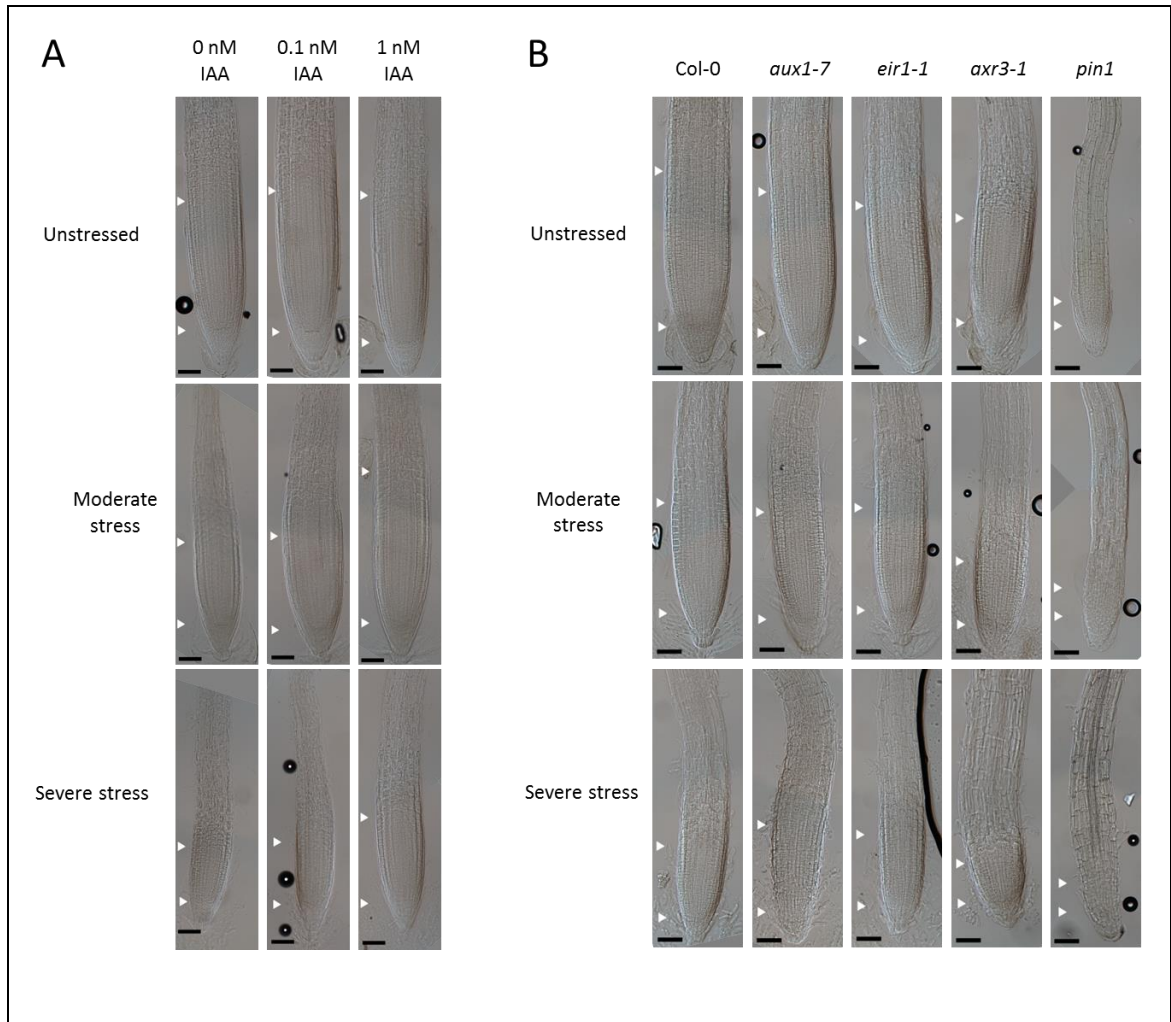 A
0 nM
IAA
0.1 nM
IAA
1 nM
IAA
Unstressed
Moderate
stress
Severe stress
B
Col-0
aux1-7
eir1-1
axr3-1
pin1
Unstressed
Moderate
stress
Severe stress